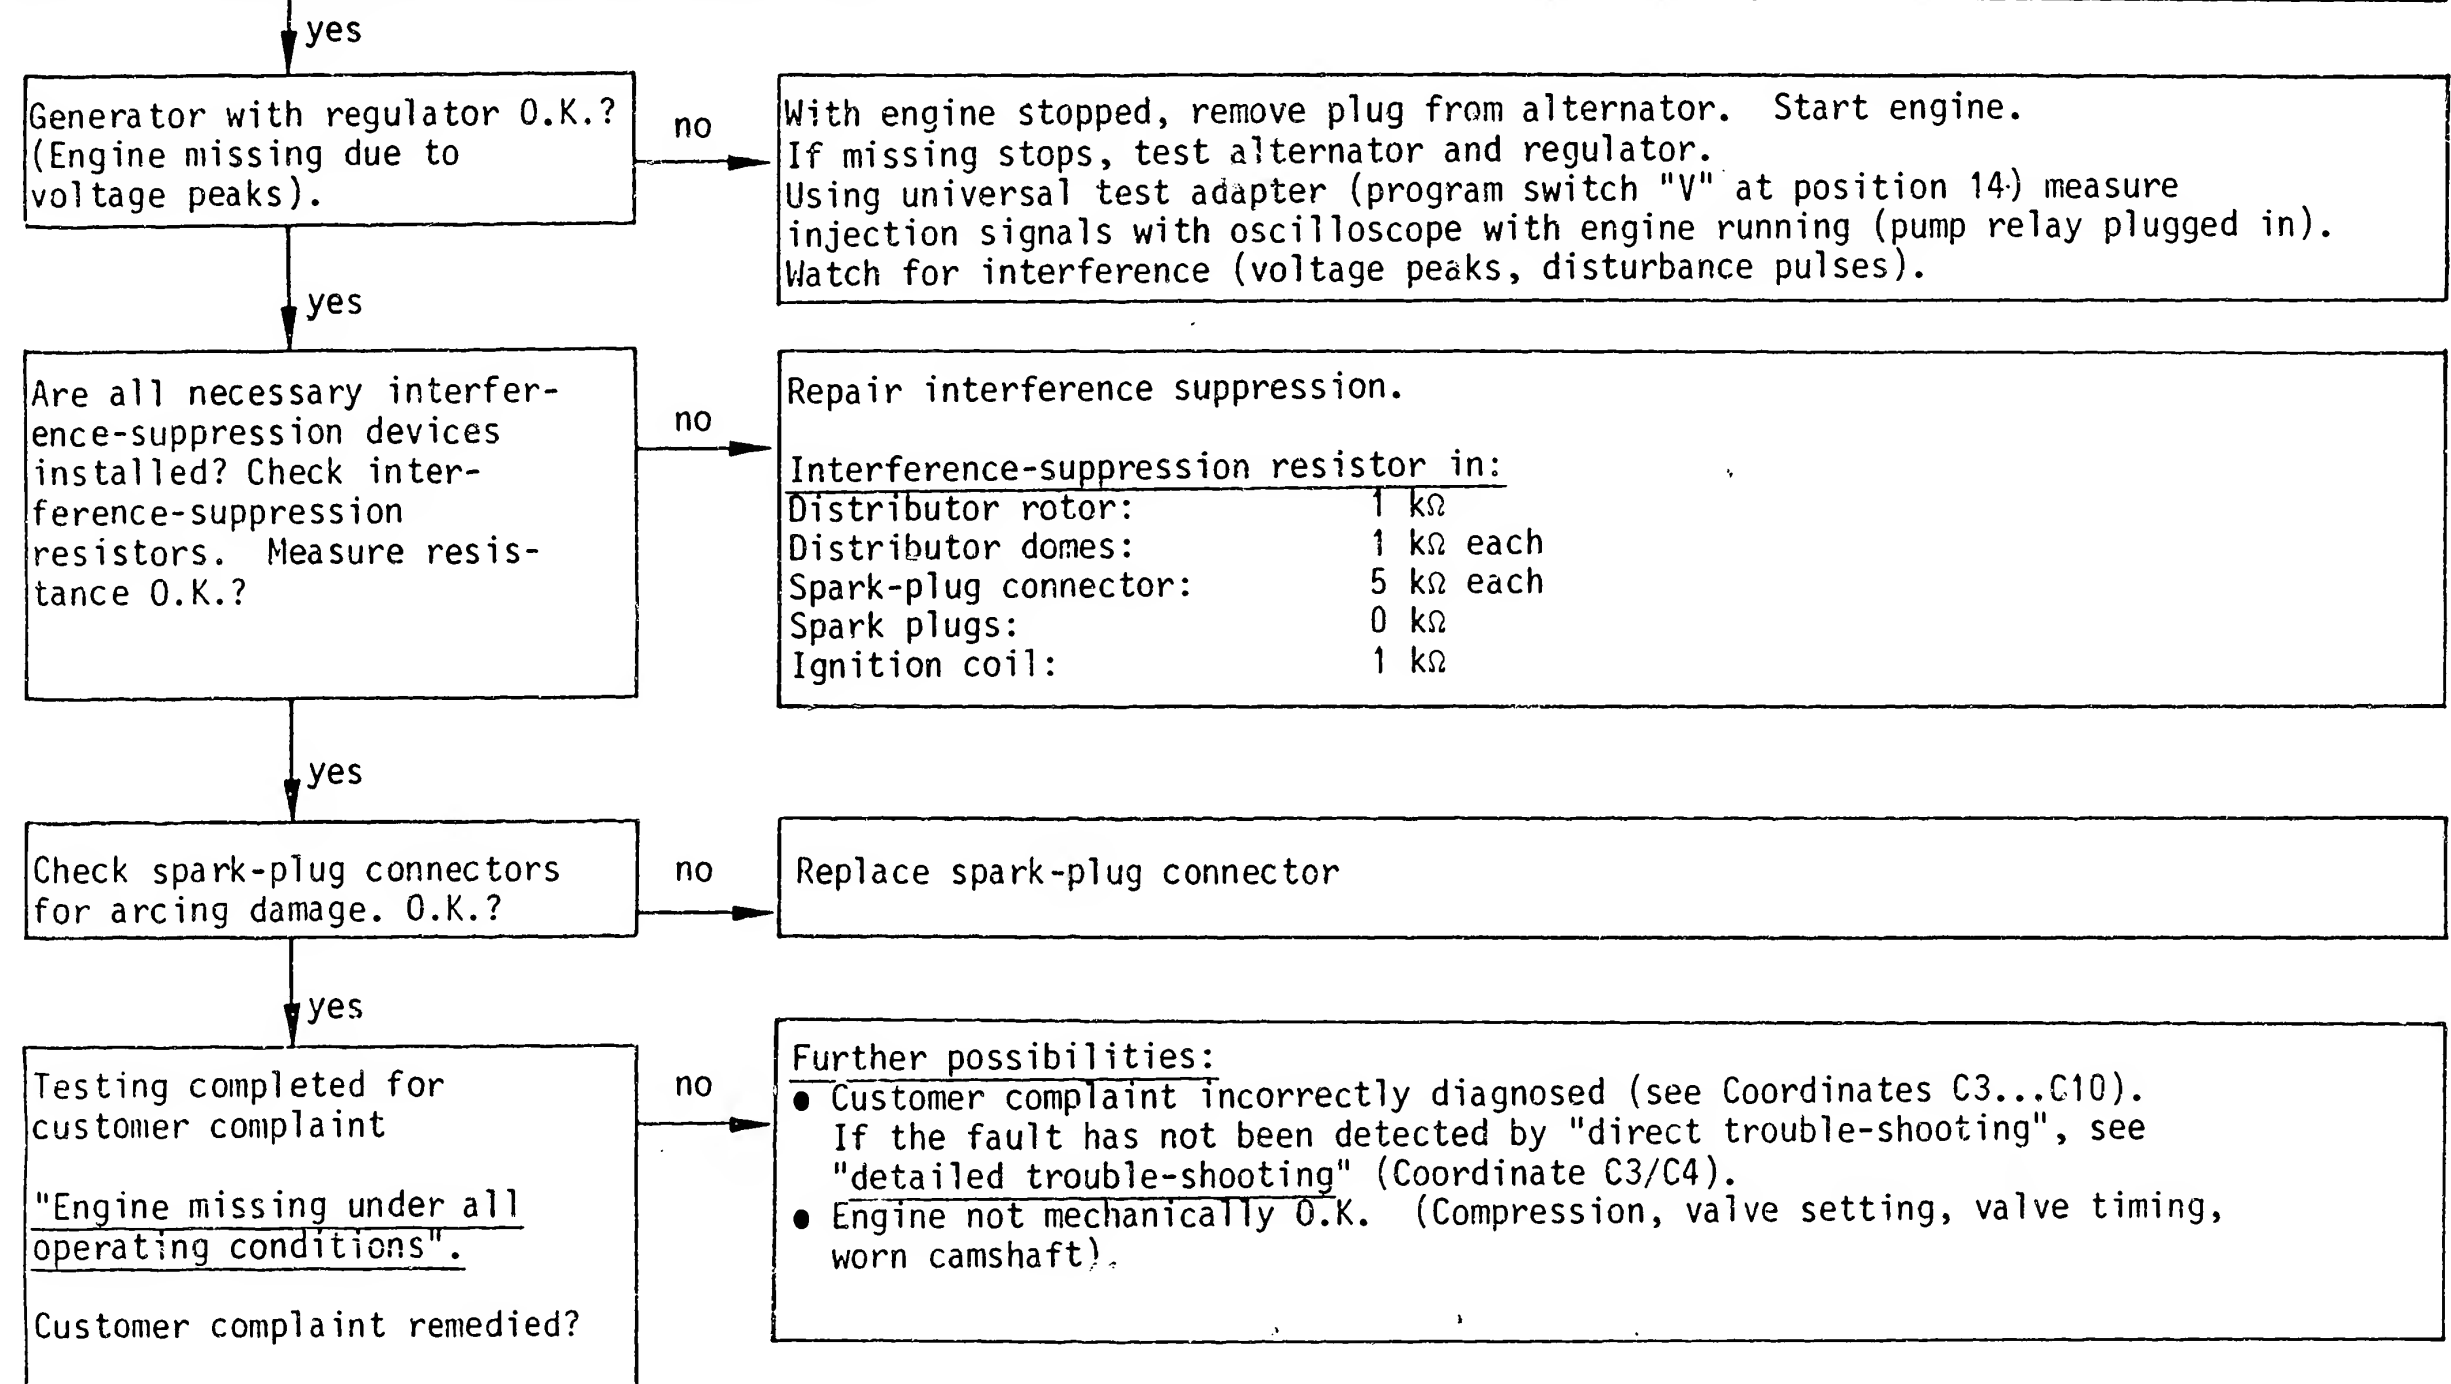 yes
Generator with regulator O.K.?
(Engine missing due to
voltage peaks).
no
With engine stopped, remove plug from alternator. Start engine.
If missing stops, test alternator and regulator.
Using universal test adapter (program switch "V" at position 14) measure
injection signals with oscilloscope with engine running (pump relay plugged in).
Watch for interference (voltage peaks, disturbance pulses).
yes
Are all necessary interfer-
ence-suppression devices
installed? Check inter-
ference-suppression
resistors. Measure resis-
tance O.K.?
no
Repair interference suppression.
Interference-suppression resistor in:
Distributor rotor: 1 kΩ
Distributor domes: 1 kΩ each
Spark-plug connector: 5 kΩ each
Spark plugs: 0 kΩ
Ignition coil: 1 kΩ
yes
Check spark-plug connectors
for arcing damage. O.K.?
no
Replace spark-plug connector
yes
Testing completed for
customer complaint
"Engine missing under all
operating conditions".
Customer complaint remedied?
no
Further possibilities:
● Customer complaint incorrectly diagnosed (see Coordinates C3...C10).
If the fault has not been detected by "direct trouble-shooting", see
"detailed trouble-shooting" (Coordinate C3/C4).
● Engine not mechanically O.K. (Compression, valve setting, valve timing,
worn camshaft).